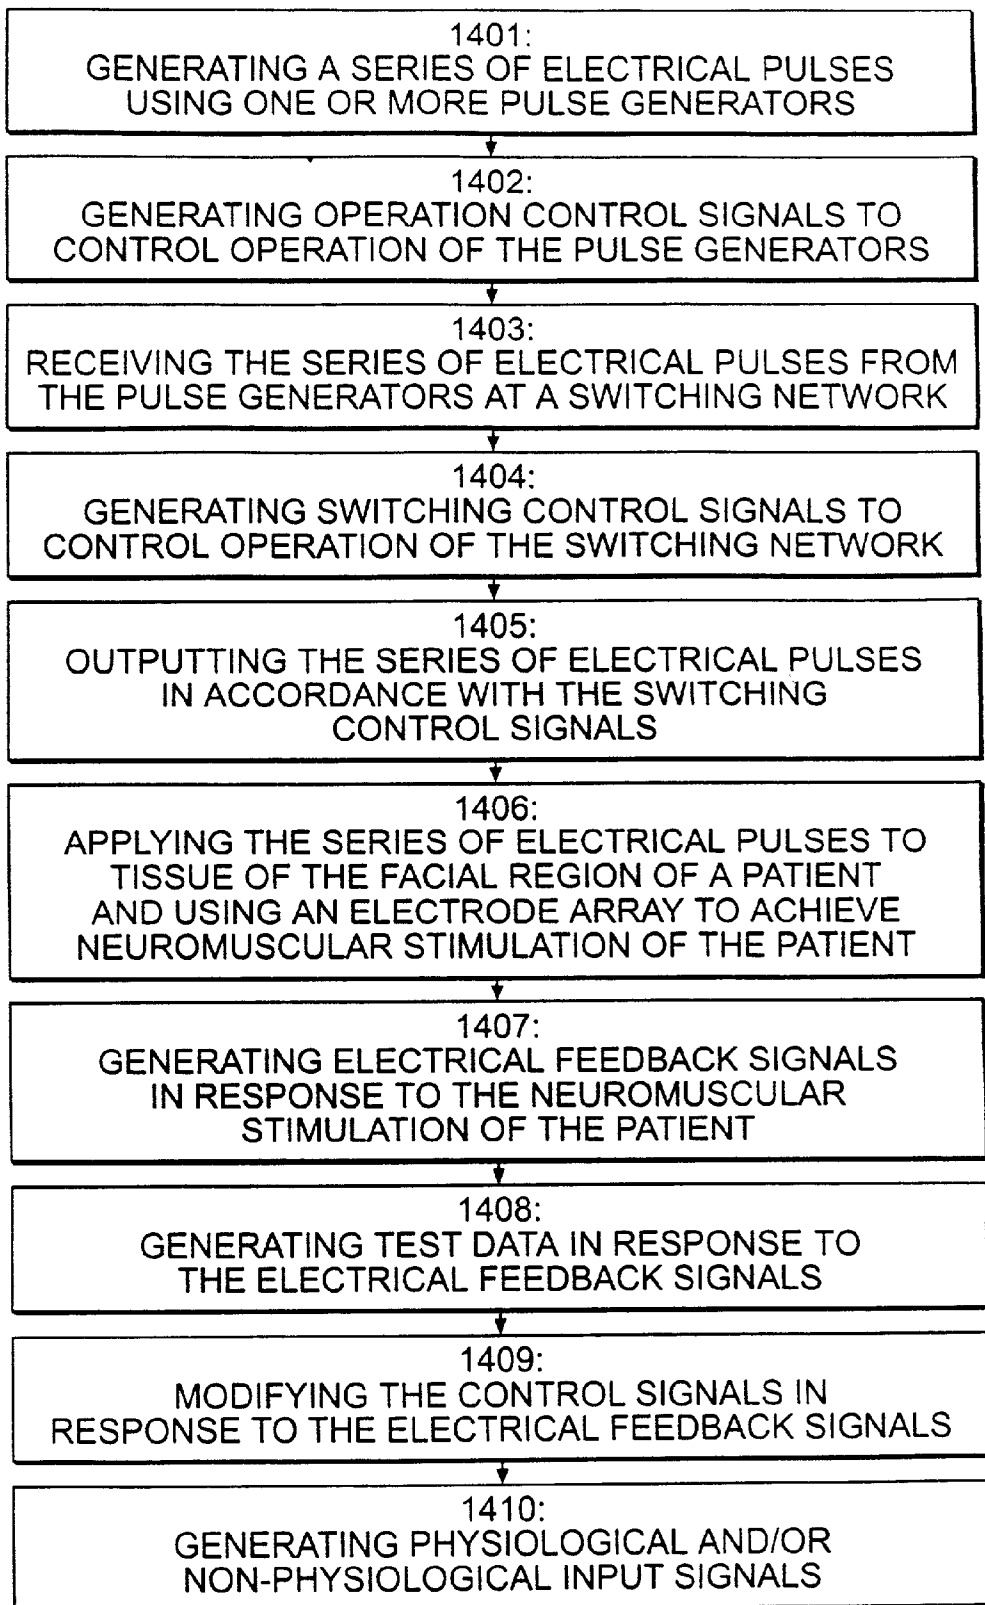 1401:
GENERATING A SERIES OF ELECTRICAL PULSES
USING ONE OR MORE PULSE GENERATORS
1402:
GENERATING OPERATION CONTROL SIGNALS TO
CONTROL OPERATION OF THE PULSE GENERATORS
1403:
RECEIVING THE SERIES OF ELECTRICAL PULSES FROM
THE PULSE GENERATORS AT A SWITCHING NETWORK
1404:
GENERATING SWITCHING CONTROL SIGNALS TO
CONTROL OPERATION OF THE SWITCHING NETWORK
1405:
OUTPUTTING THE SERIES OF ELECTRICAL PULSES
IN ACCORDANCE WITH THE SWITCHING
CONTROL SIGNALS
1406:
APPLYING THE SERIES OF ELECTRICAL PULSES TO
TISSUE OF THE FACIAL REGION OF A PATIENT
AND USING AN ELECTRODE ARRAY TO ACHIEVE
NEUROMUSCULAR STIMULATION OF THE PATIENT
1407:
GENERATING ELECTRICAL FEEDBACK SIGNALS
IN RESPONSE TO THE NEUROMUSCULAR
STIMULATION OF THE PATIENT
1408:
GENERATING TEST DATA IN RESPONSE TO
THE ELECTRICAL FEEDBACK SIGNALS
1409:
MODIFYING THE CONTROL SIGNALS IN
RESPONSE TO THE ELECTRICAL FEEDBACK SIGNALS
1410:
GENERATING PHYSIOLOGICAL AND/OR
NON-PHYSIOLOGICAL INPUT SIGNALS